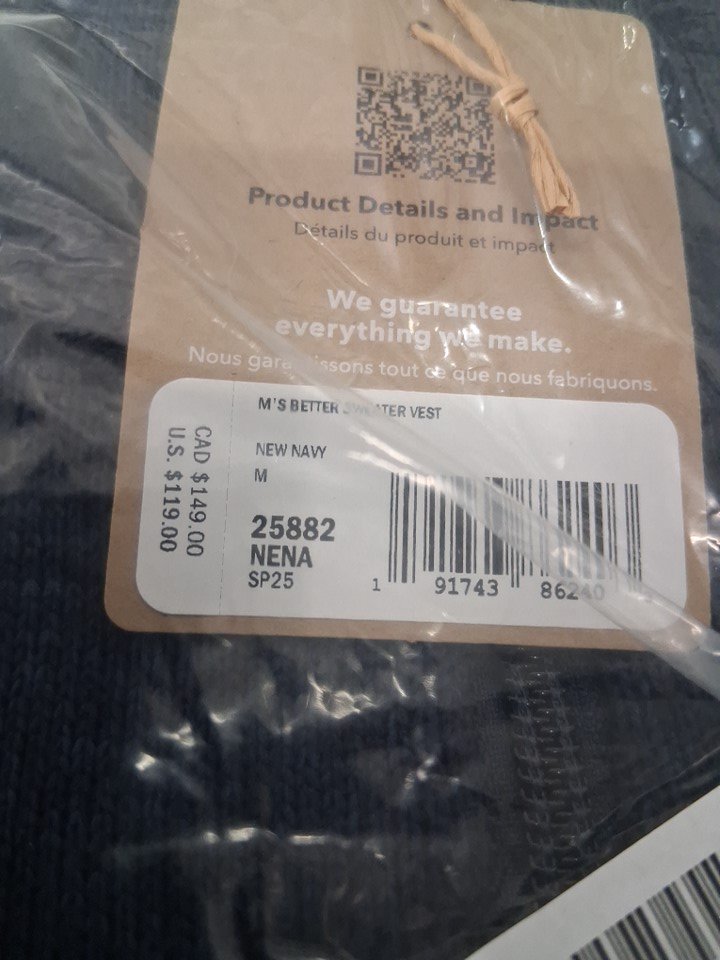 Product Details and Impact
Détails du produit et impact
We guarantee
everything we make.
Nous garantissons tout ce que nous fabriquons.
M'S BETTER SWEATER VEST
NEW NAVY
M
25882
NENA
SP25
CAD $149.00
U.S. $119.00
1 91743 86240